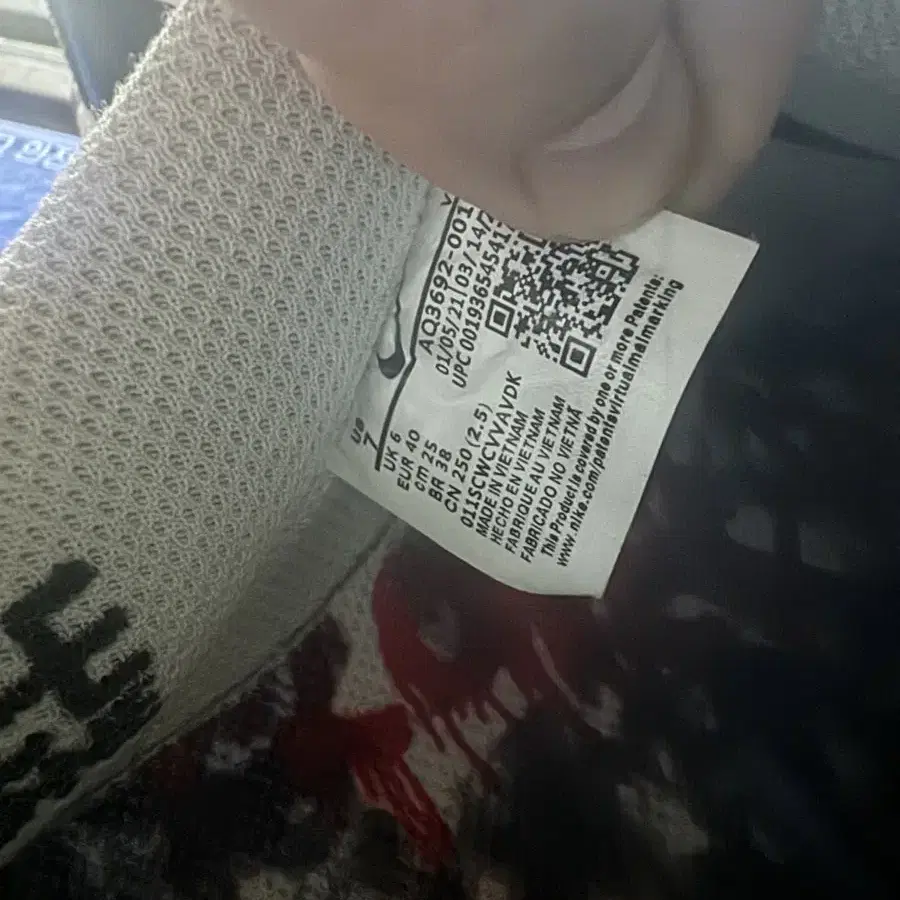 US
7
UK 6
EUR 40
cm 25
BR 38
CN 250 (2.5)
AQ3692-001
01/05/21 03/14/2
UPC 00193654541
011SCWCVVAVDK
MADE IN VIETNAM
HECHO EN VIETNAM
FABRIQUE AU VIETNAM
FABRICADO NO VIETNÃ
This Product is covered by one or more Patents:
www.nike.com/patentsvirtualmalmarking